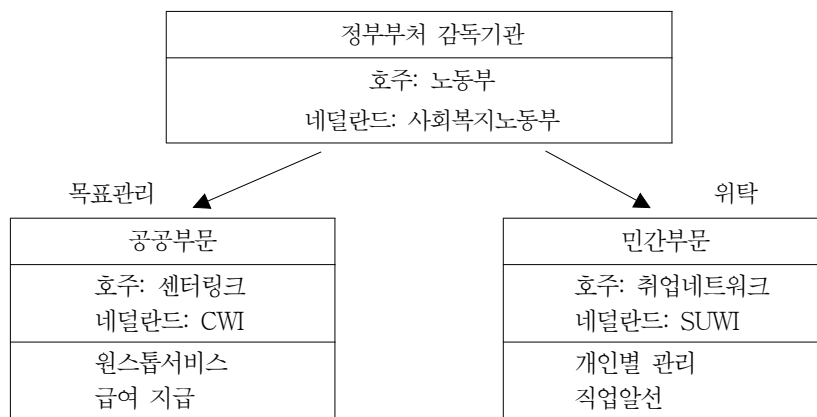 정부부처 감독기관
호주: 노동부
네덜란드: 사회복지노동부
목표관리
위탁
공공부문
호주: 센터링크
네덜란드: CWI
원스톱서비스
급여 지급
민간부문
호주: 취업네트워크
네덜란드: SUWI
개인별 관리
직업알선